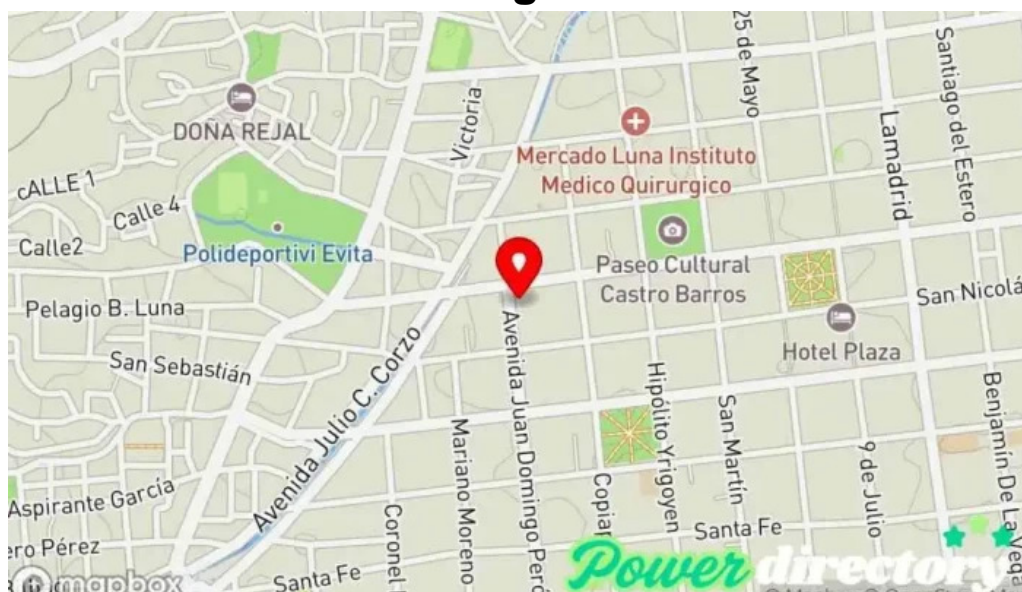 25 de Mayo
Santiago del Estero
Victoria
DOÑA REJAL
Lamadrid
Mercado Luna Instituto
Medico Quirurgico
cALLE 1
Calle 4
Calle2
Polideportivi Evita
Paseo Cultural
Castro Barros
San Nicolá
Pelagio B. Luna
Hotel Plaza
San Sebastián
Avenida Julio C. Corzo
Avenida Juan Domingo Peró
Hipólito Yrigoyen
San Martín
Benjamín De La Vega
Mariano Moreno
9 de Julio
Aspirante García
Copiap
Coronel
Santa Fe
ero Pérez
Santa Fe
Power directory
mapbox